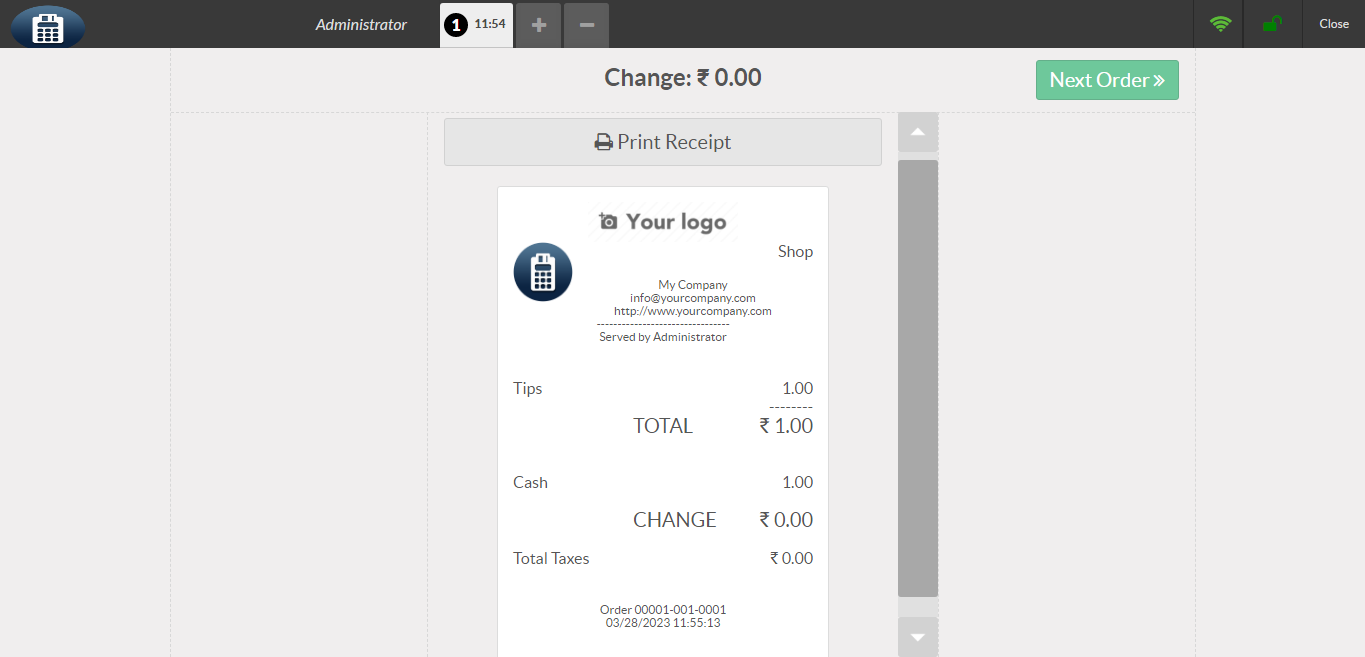 Administrator 1 11:54 Close
Change: ₹ 0.00
Next Order
Print Receipt
Your logo
Shop
My Company
info@yourcompany.com
http://www.yourcompany.com
--------------------------------
Served by Administrator
Tips 1.00
--------
TOTAL ₹ 1.00
Cash 1.00
CHANGE ₹ 0.00
Total Taxes ₹ 0.00
Order 00001-001-0001
03/28/2023 11:55:13